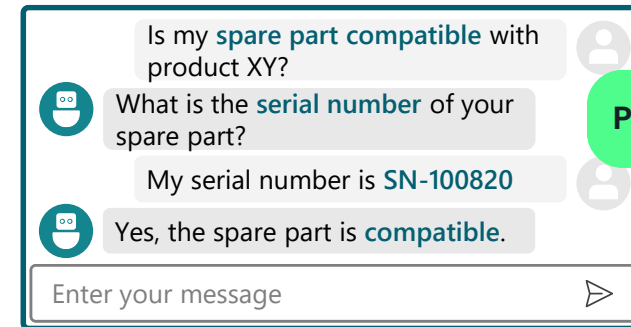 Is my spare part compatible with
product XY?
What is the serial number of your
spare part?
P
My serial number is SN-100820
Yes, the spare part is compatible.
Enter your message